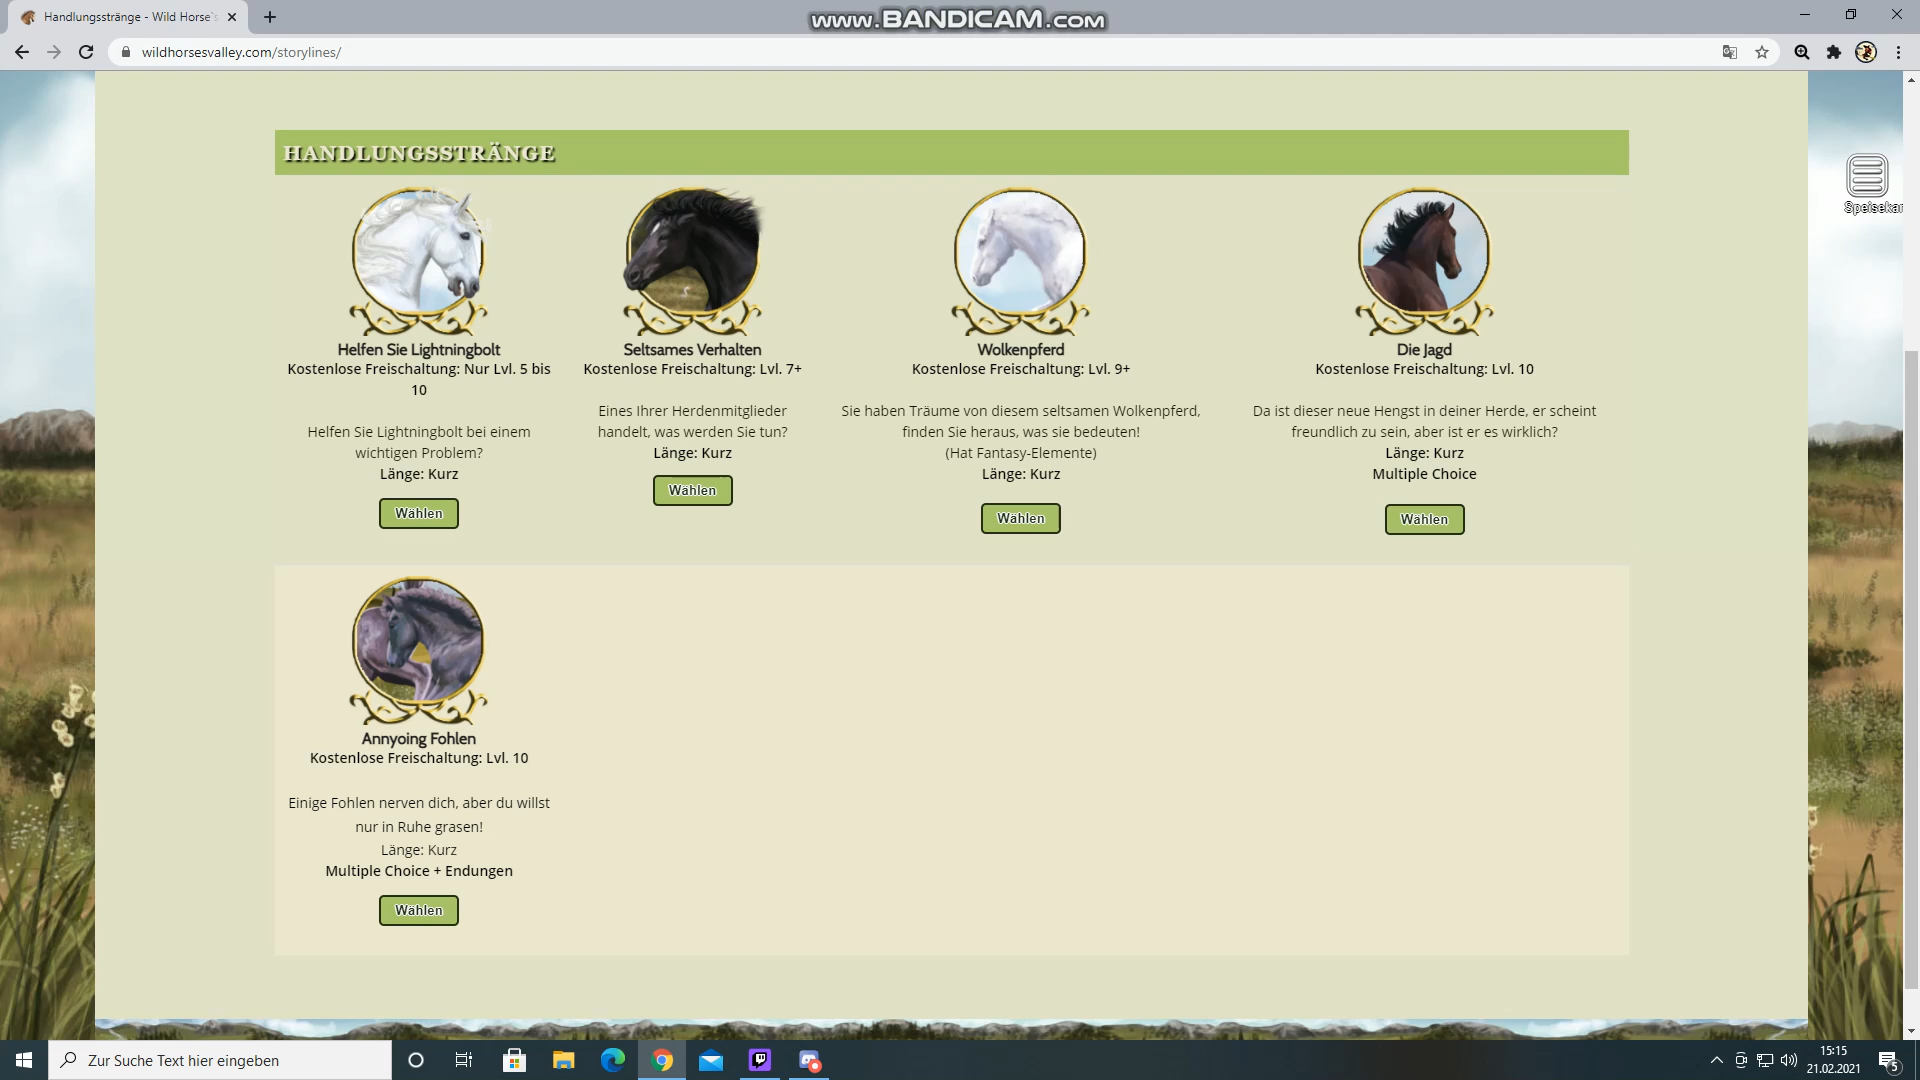 Handlungsstränge - Wild Horse's
www.BANDICAM.com
wildhorsesvalley.com/storylines/
HANDLUNGSSTRÄNGE
Speisekar
Helfen Sie Lightningbolt
Kostenlose Freischaltung: Nur Lvl. 5 bis
10
Helfen Sie Lightningbolt bei einem
wichtigen Problem?
Länge: Kurz
Wählen
Seltsames Verhalten
Kostenlose Freischaltung: Lvl. 7+
Eines Ihrer Herdenmitglieder
handelt, was werden Sie tun?
Länge: Kurz
Wählen
Wolkenpferd
Kostenlose Freischaltung: Lvl. 9+
Sie haben Träume von diesem seltsamen Wolkenpferd,
finden Sie heraus, was sie bedeuten!
(Hat Fantasy-Elemente)
Länge: Kurz
Wählen
Die Jagd
Kostenlose Freischaltung: Lvl. 10
Da ist dieser neue Hengst in deiner Herde, er scheint
freundlich zu sein, aber ist er es wirklich?
Länge: Kurz
Multiple Choice
Wählen
Annyoing Fohlen
Kostenlose Freischaltung: Lvl. 10
Einige Fohlen nerven dich, aber du willst
nur in Ruhe grasen!
Länge: Kurz
Multiple Choice + Endungen
Wählen
Zur Suche Text hier eingeben
15:15
21.02.2021
5